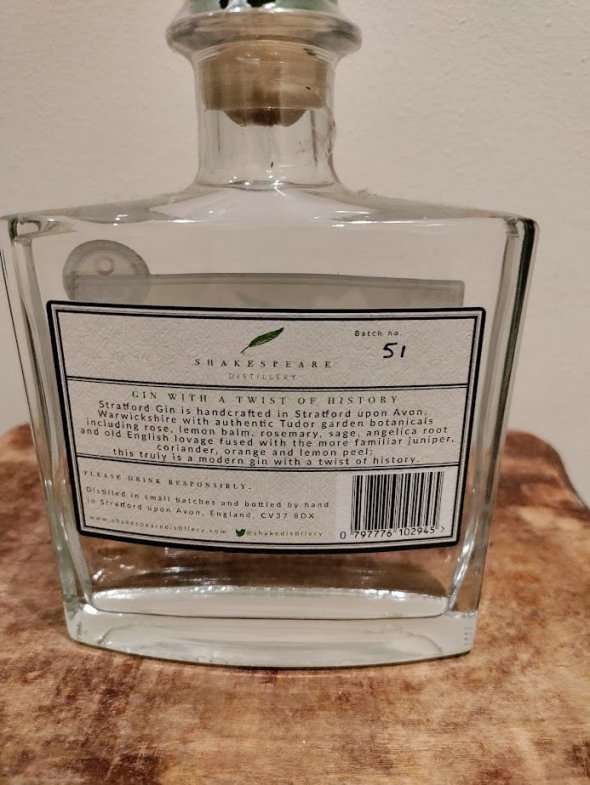 Batch no.
51
SHAKESPEARE
DISTILLERY
GIN WITH A TWIST OF HISTORY
Stratford Gin is handcrafted in Stratford upon Avon,
Warwickshire with authentic Tudor garden botanicals
including rose, lemon balm, rosemary, sage, angelica root
and old English lovage fused with the more familiar juniper,
coriander, orange and lemon peel;
this truly is a modern gin with a twist of history.
PLEASE DRINK RESPONSIBLY.
Distilled in small batches and bottled by hand
in Stratford upon Avon, England, CV37 8DX
www.shakespearedistillery.com @shakedistillery
0 797776 102945 >